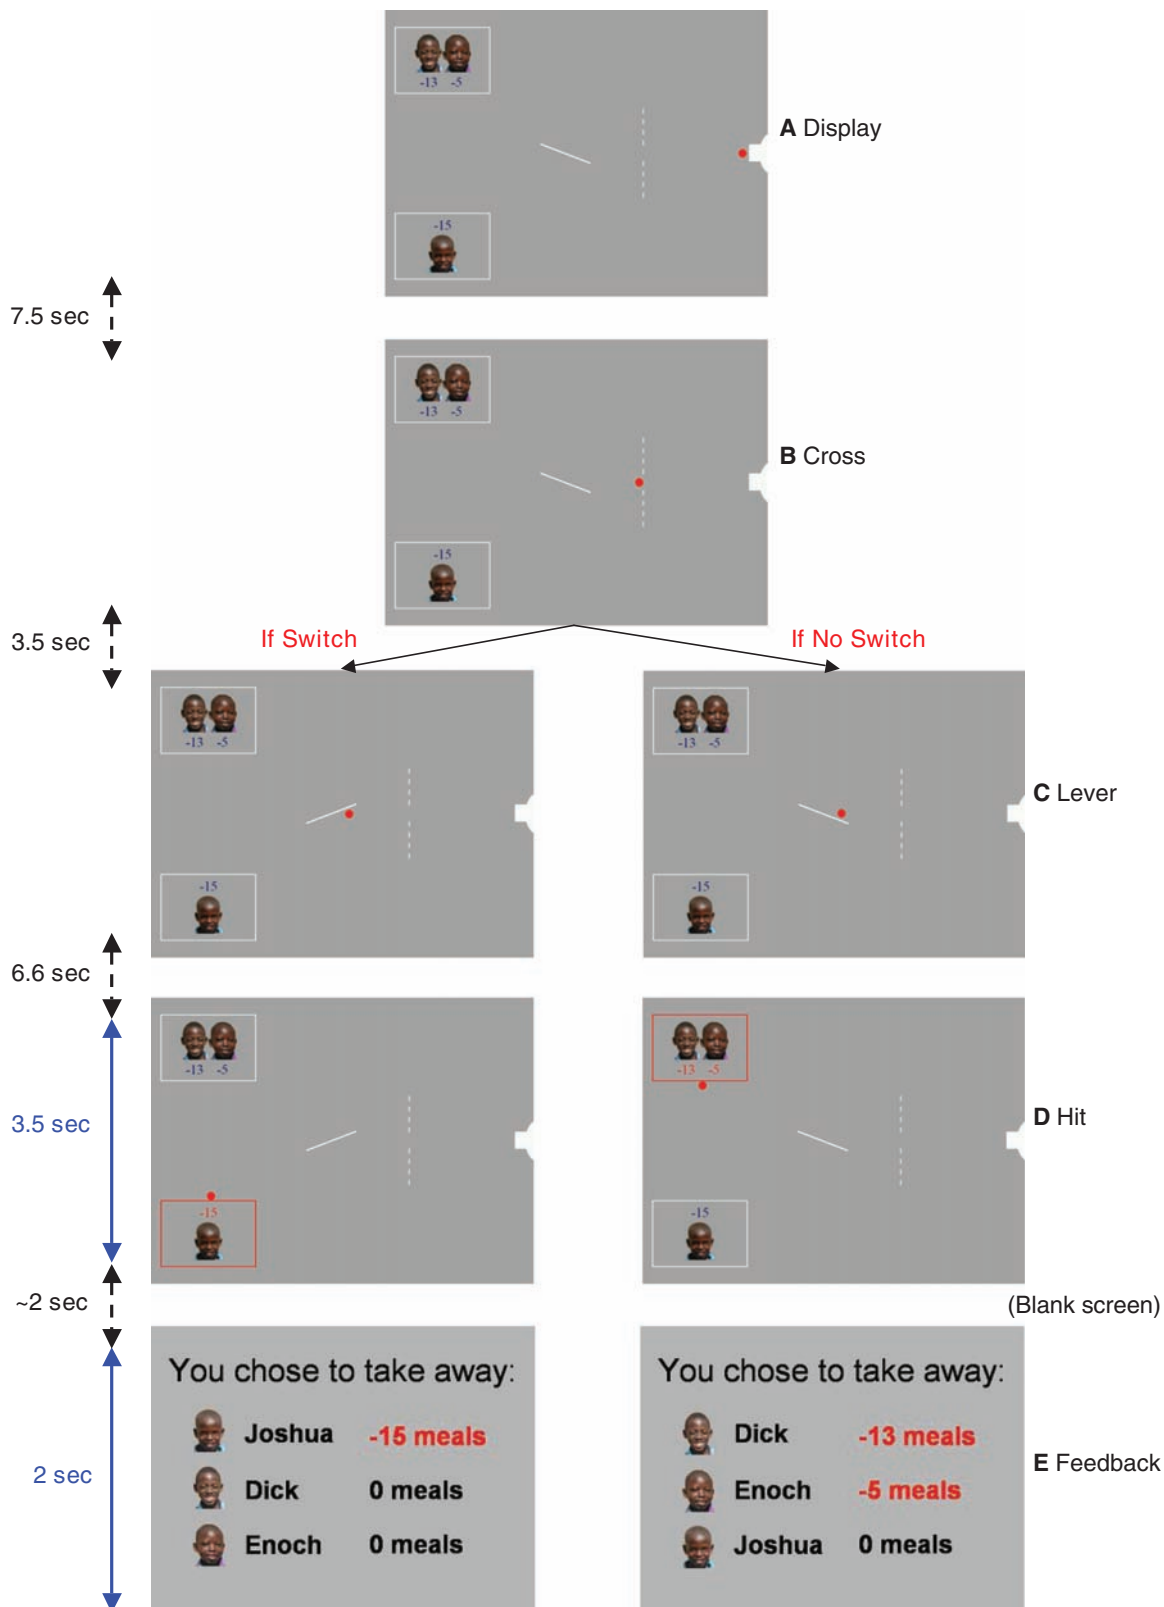 -13 -5
A Display
-15
7.5 sec
-13 -5
B Cross
-15
3.5 sec
If Switch
If No Switch
-13 -5
-13 -5
C Lever
-15
-15
6.6 sec
-13 -5
-13 -5
3.5 sec
D Hit
-15
-15
~2 sec
(Blank screen)
You chose to take away:
Joshua -15 meals
Dick 0 meals
Enoch 0 meals
You chose to take away:
Dick -13 meals
Enoch -5 meals
Joshua 0 meals
2 sec
E Feedback